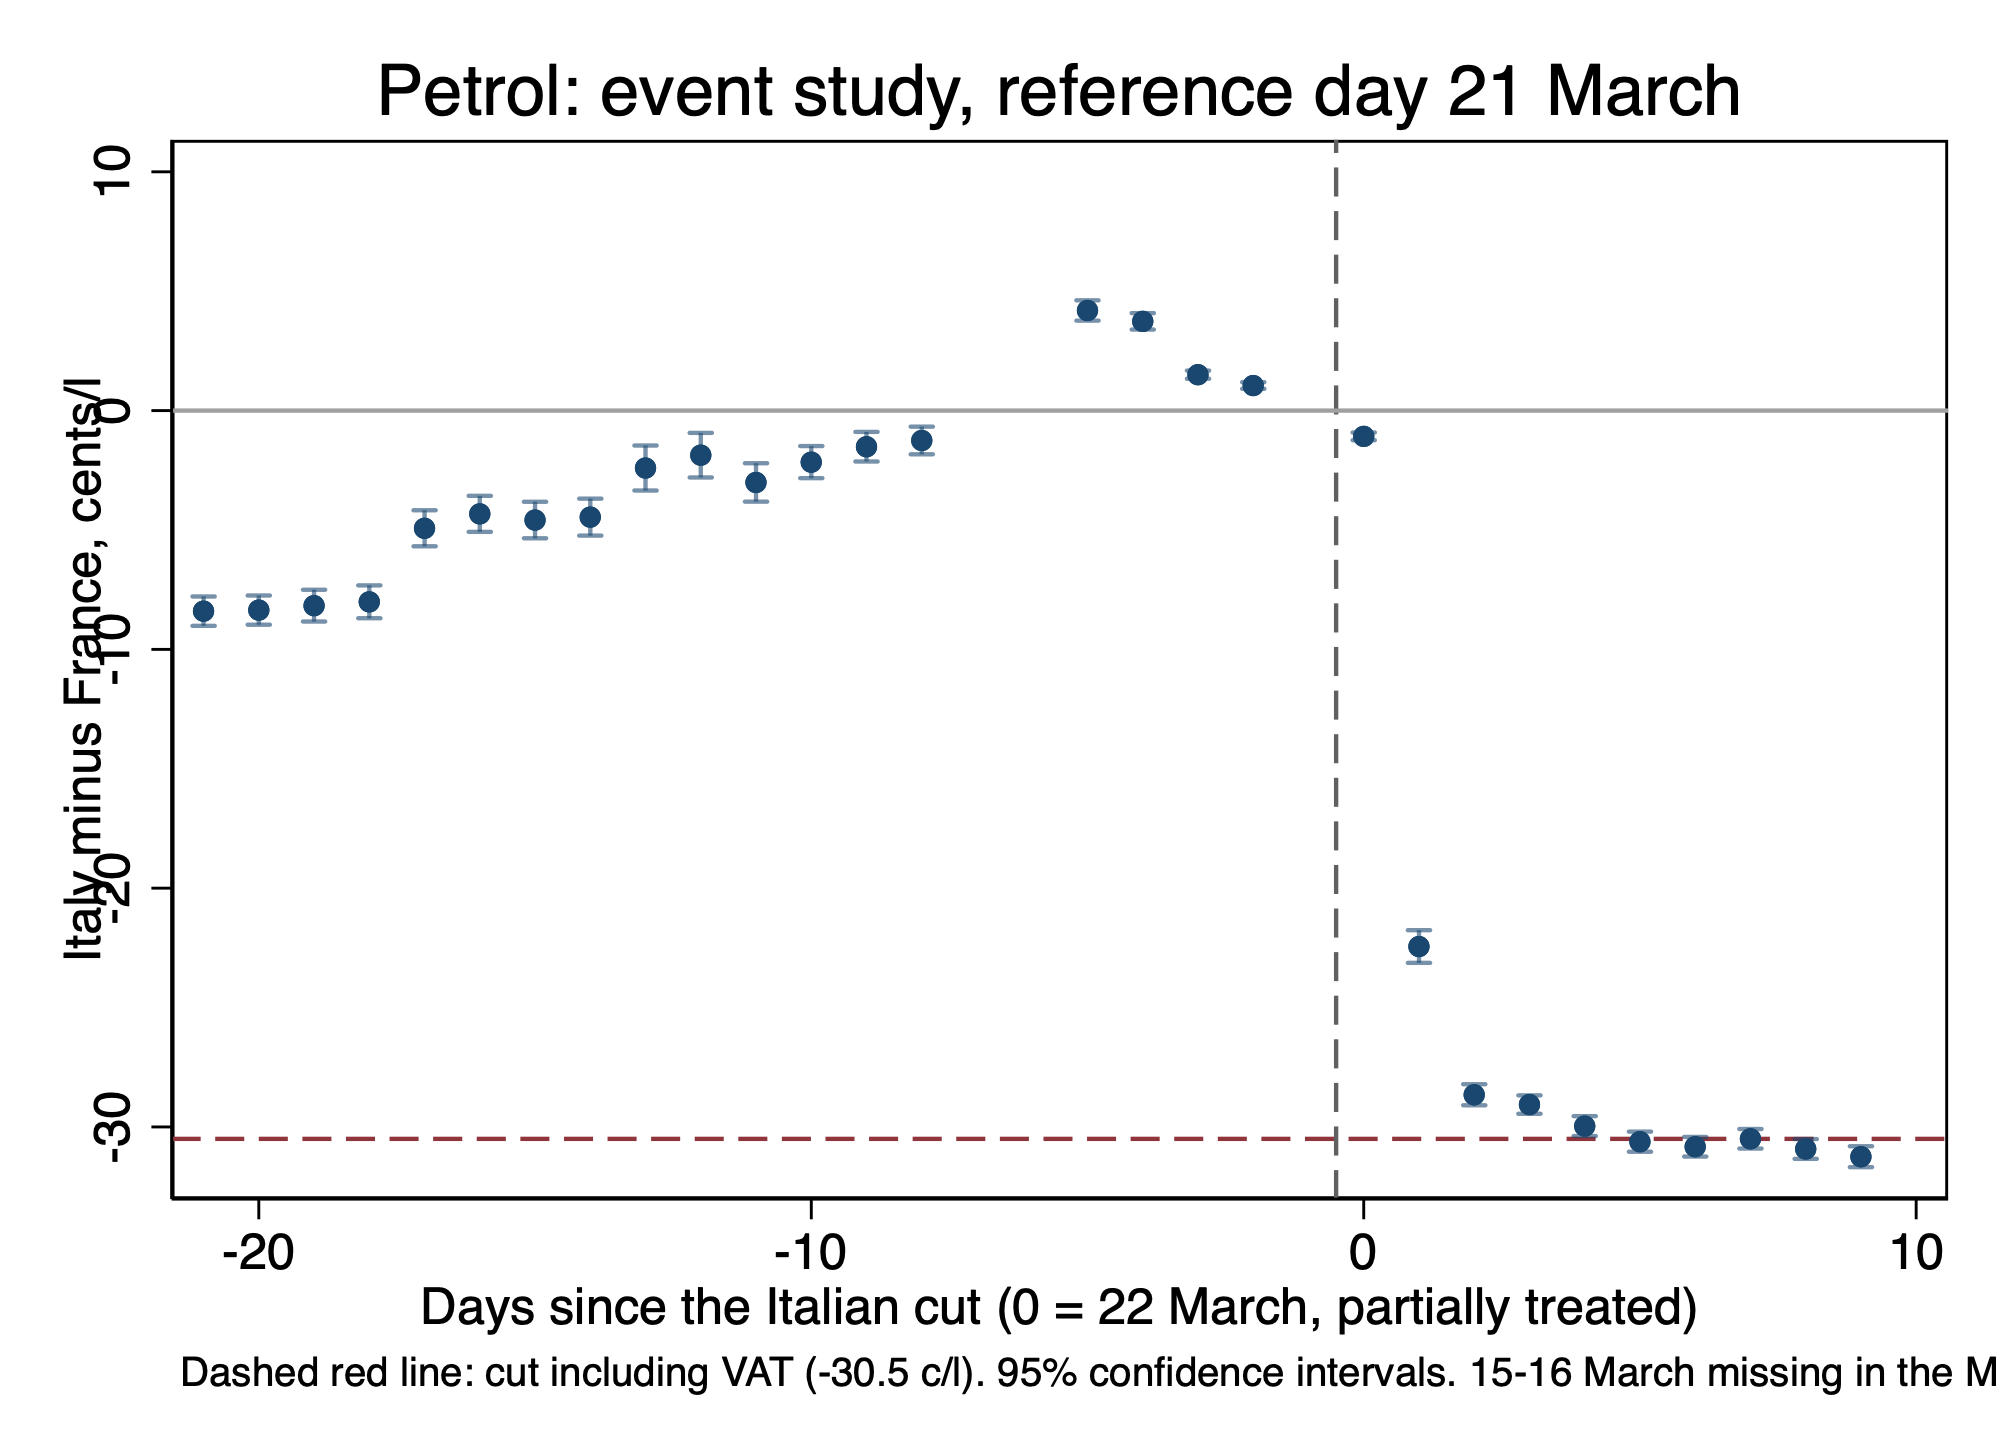 Petrol: event study, reference day 21 March
Italy minus France, cents/l
10
0
-10
-20
-30
-20
-10
0
10
Days since the Italian cut (0 = 22 March, partially treated)
Dashed red line: cut including VAT (-30.5 c/l). 95% confidence intervals. 15-16 March missing in the M